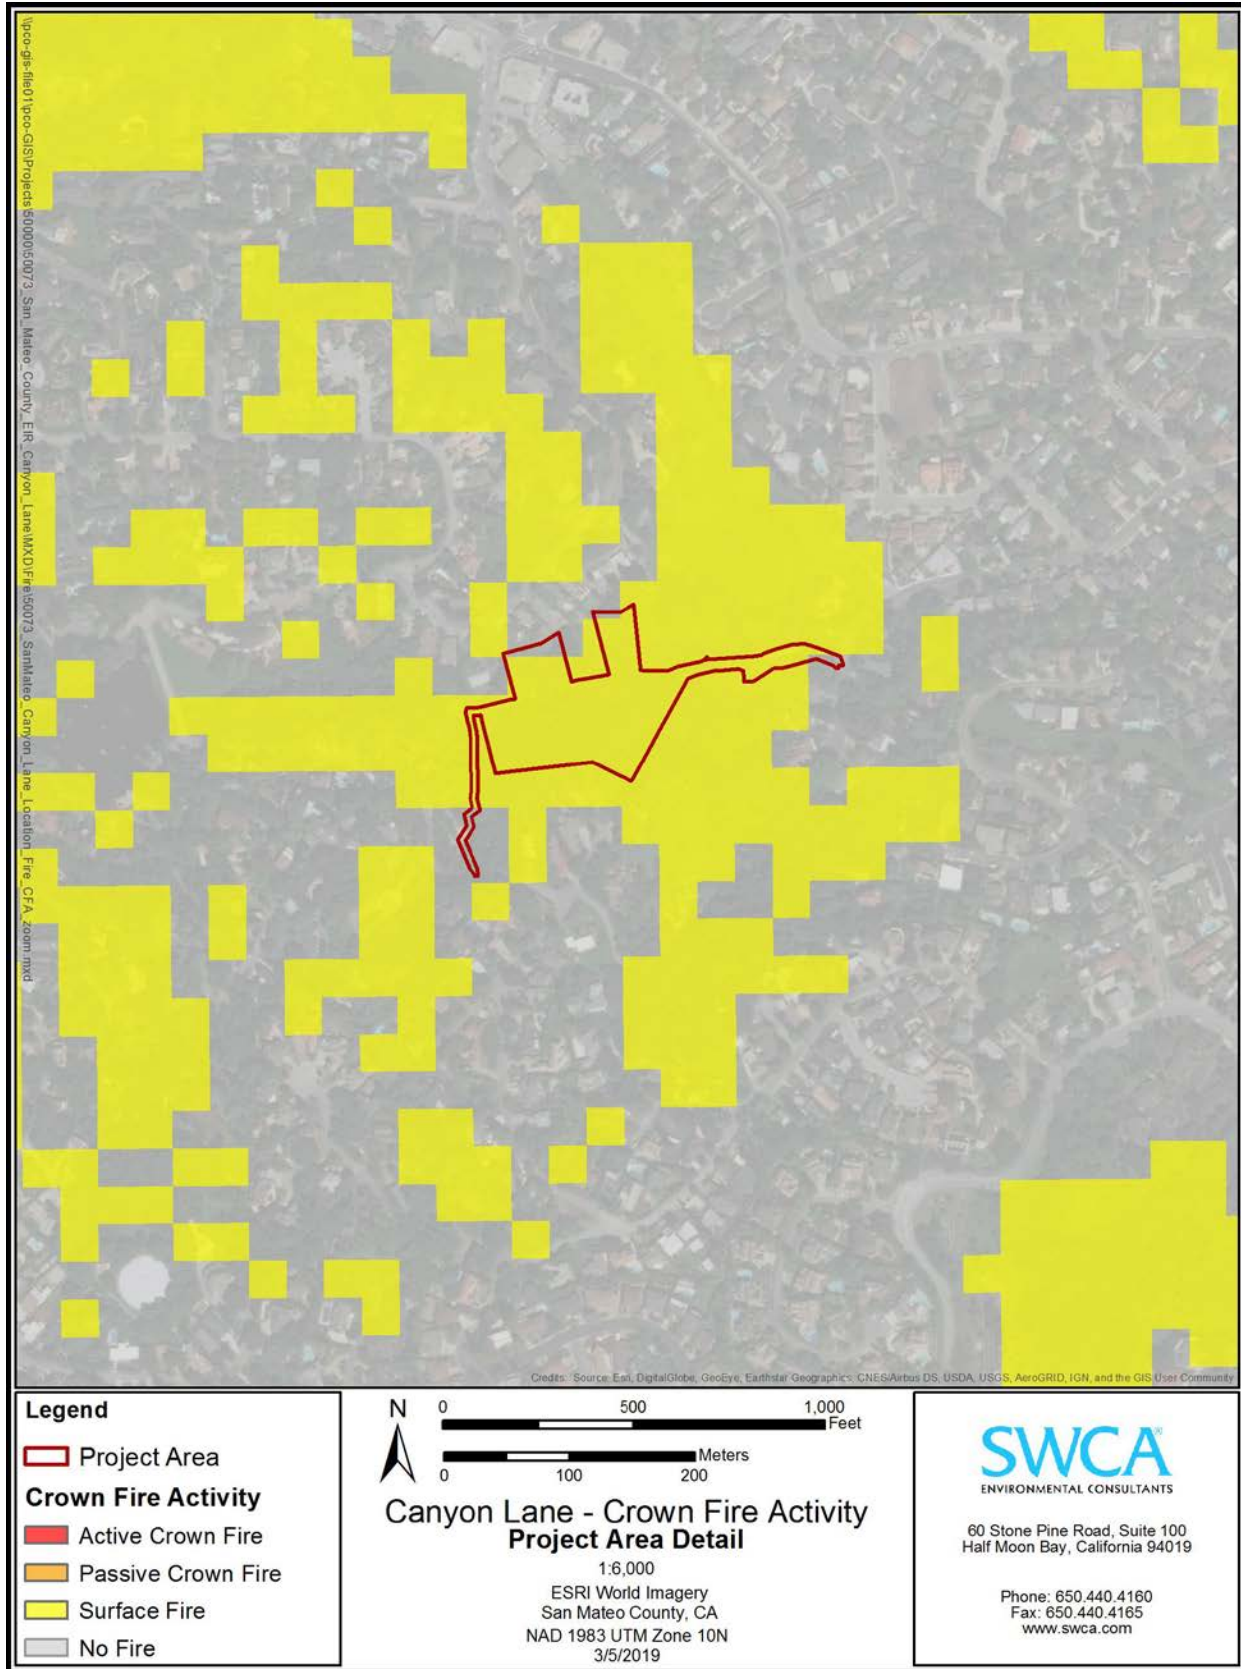 \\pco-gis-file01\pco-GIS\Projects\50000\50073_San_Mateo_County_EIR_Canyon_Lane\MXD\Fire\50073_SanMateo_Canyon_Lane_Location_Fire_CFA_zoom.mxd
Credits: Source: Esri, DigitalGlobe, GeoEye, Earthstar Geographics, CNES/Airbus DS, USDA, USGS, AeroGRID, IGN, and the GIS User Community
Legend
Project Area
Crown Fire Activity
Active Crown Fire
Passive Crown Fire
Surface Fire
No Fire
N
0 500 1,000
Feet
Meters
0 100 200
Canyon Lane - Crown Fire Activity
Project Area Detail
1:6,000
ESRI World Imagery
San Mateo County, CA
NAD 1983 UTM Zone 10N
3/5/2019
SWCA®
ENVIRONMENTAL CONSULTANTS
60 Stone Pine Road, Suite 100
Half Moon Bay, California 94019
Phone: 650.440.4160
Fax: 650.440.4165
www.swca.com